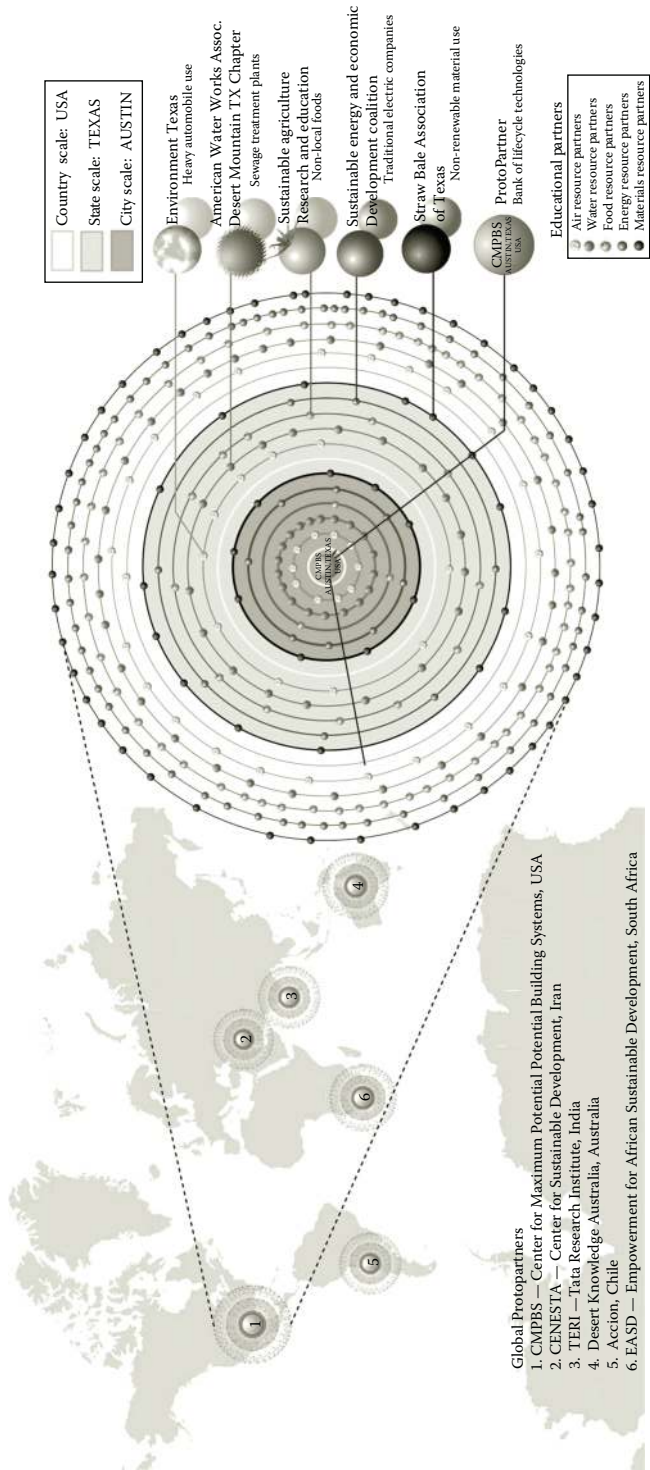 Country scale: USA
State scale: TEXAS
City scale: AUSTIN
Environment Texas
Heavy automobile use
American Water Works Assoc.
Desert Mountain TX Chapter
Sewage treatment plants
Sustainable agriculture
Research and education
Non-local foods
Sustainable energy and economic
Development coalition
Traditional electric companies
Straw Bale Association
of Texas
Non-renewable material use
ProtoPartner
Bank of lifecycle technologies
CMPBS
AUSTIN,TEXAS
USA
Educational partners
Air resource partners
Water resource partners
Food resource partners
Energy resource partners
Materials resource partners
CMPBS
AUSTIN,TEXAS
USA
1
2
3
4
5
6
Global Protopartners
1. CMPBS — Center for Maximum Potential Potential Building Systems, USA
2. CENESTA — Center for Sustainable Development, Iran
3. TERI —Tata Research Institute, India
4. Desert Knowledge Australia, Australia
5. Accion, Chile
6. EASD — Empowerment for African Sustainable Development, South Africa